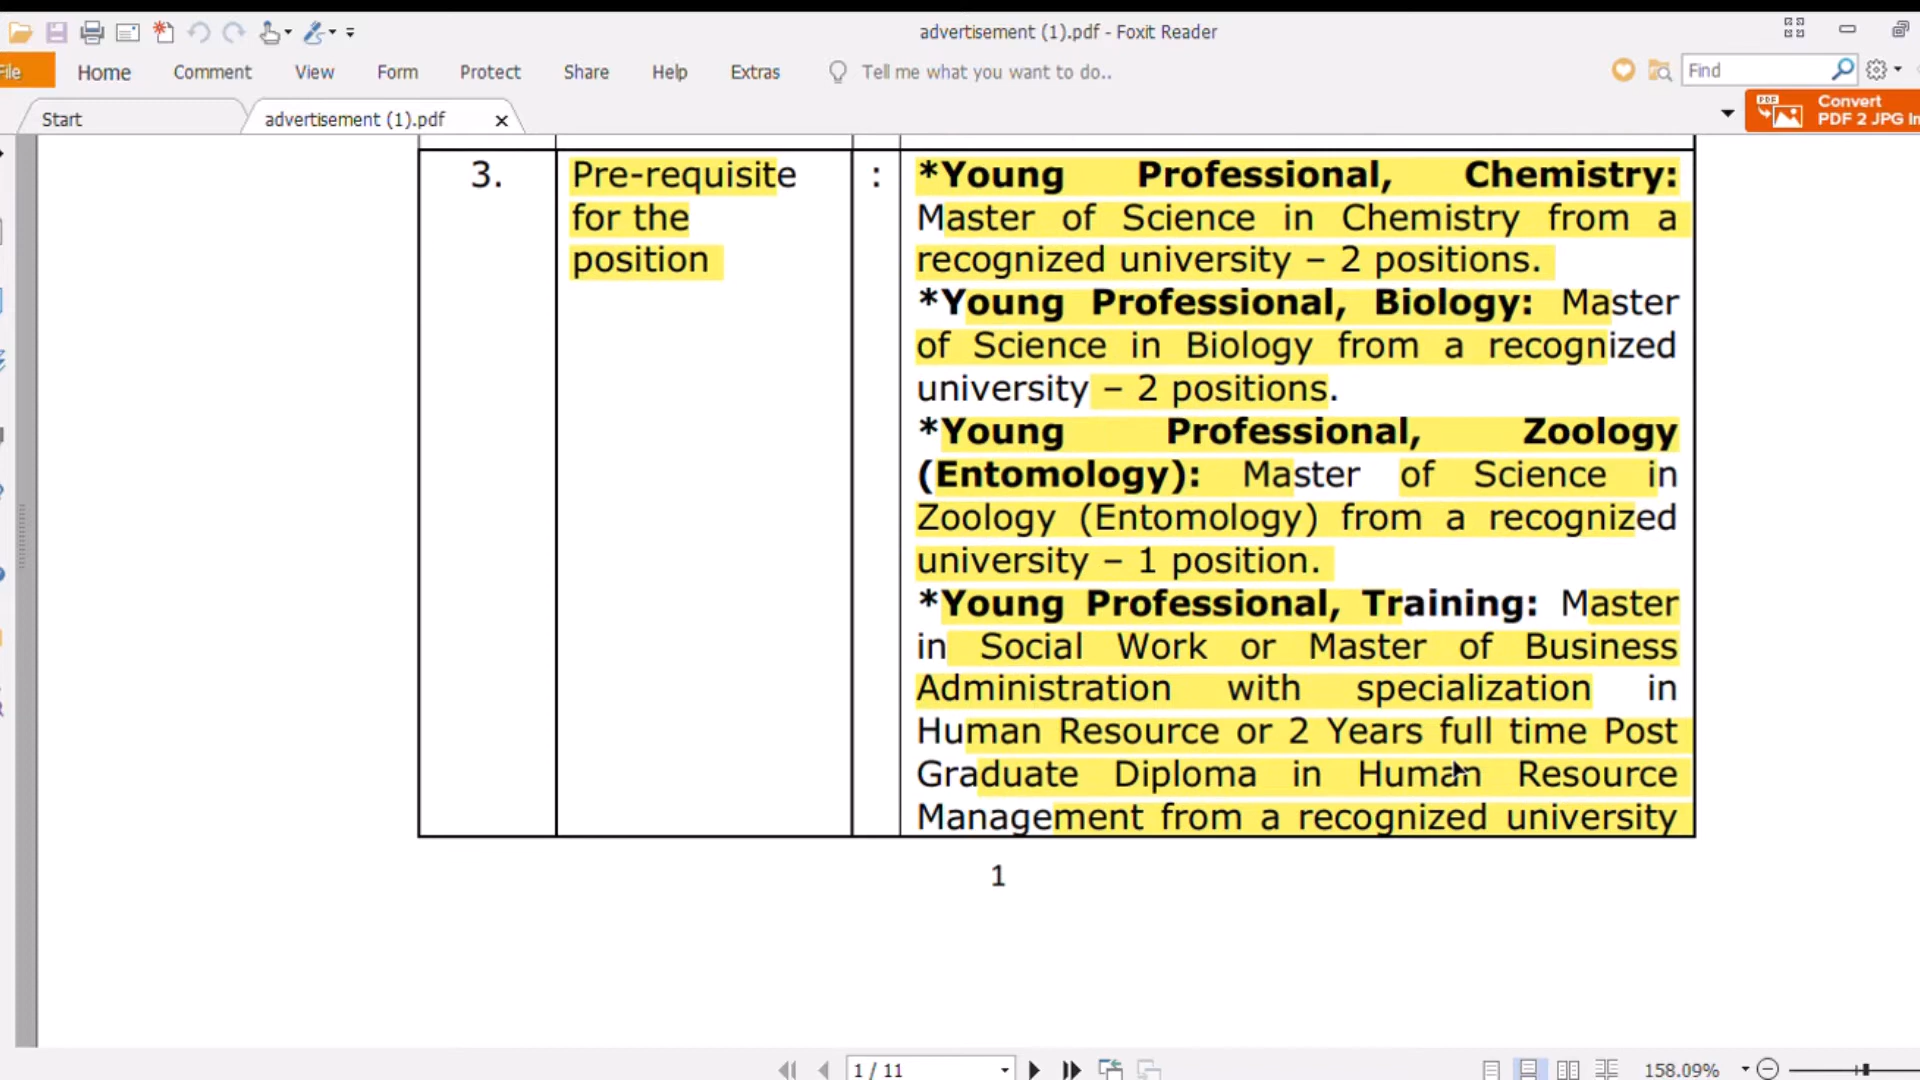 advertisement (1).pdf - Foxit Reader
File Home Comment View Form Protect Share Help Extras Tell me what you want to do.. Find
Start advertisement (1).pdf
Convert
PDF 2 JPG
3. Pre-requisite : *Young Professional, Chemistry:
for the Master of Science in Chemistry from a
position recognized university – 2 positions.
*Young Professional, Biology: Master
of Science in Biology from a recognized
university – 2 positions.
*Young Professional, Zoology
(Entomology): Master of Science in
Zoology (Entomology) from a recognized
university – 1 position.
*Young Professional, Training: Master
in Social Work or Master of Business
Administration with specialization in
Human Resource or 2 Years full time Post
Graduate Diploma in Human Resource
Management from a recognized university
1
1 / 11 158.09%